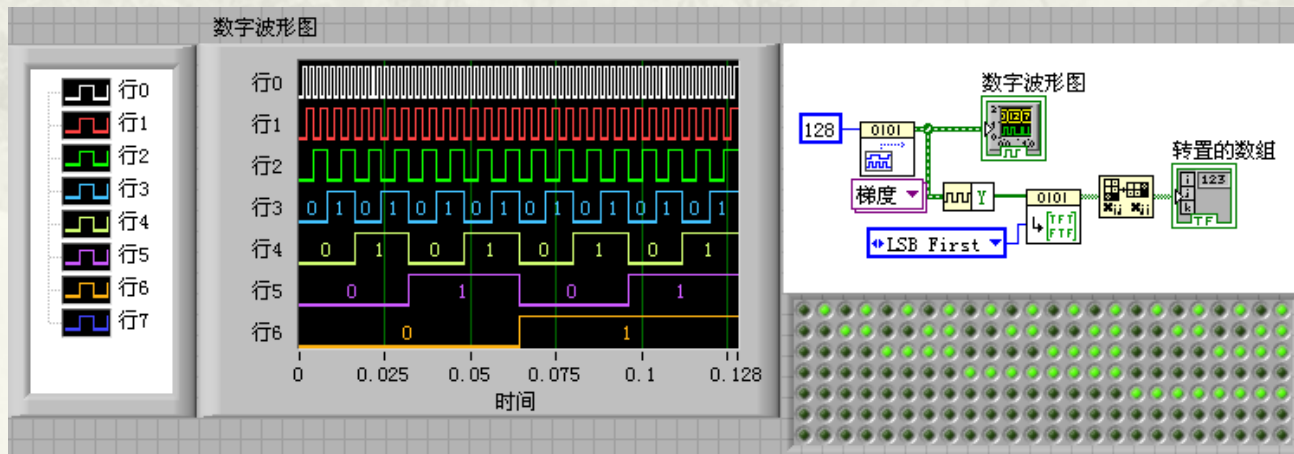 数字波形图
行0
行1
行2
行3
行4
行5
行6
行7
行0
行1
行2
行3
0 1 0 1 0 1 0 1 0 1 0 1 0 1 0 1
行4
0 1 0 1 0 1 0 1
行5
0 1 0 1
行6
0 1
0 0.025 0.05 0.075 0.1 0.128
时间
数字波形图
128
0101
梯度
Y
LSB First
0101
TFT
FTF
转置的数组
i 123
j
k
TF